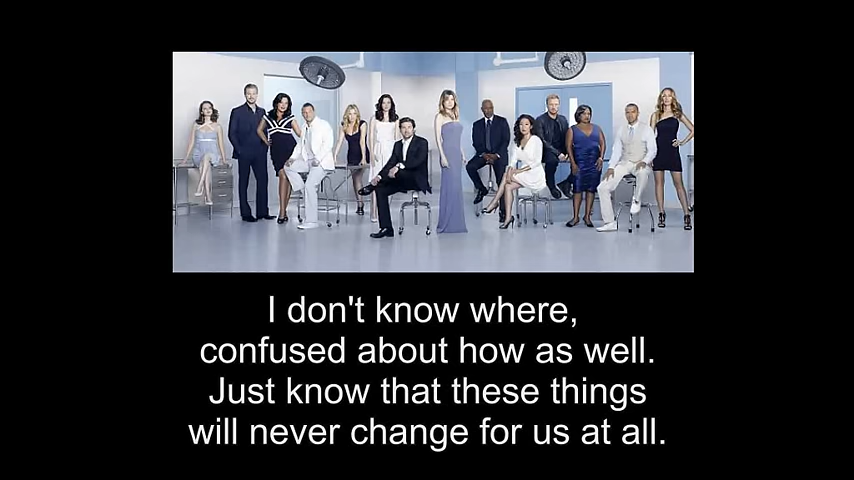 I don't know where,
confused about how as well.
Just know that these things
will never change for us at all.